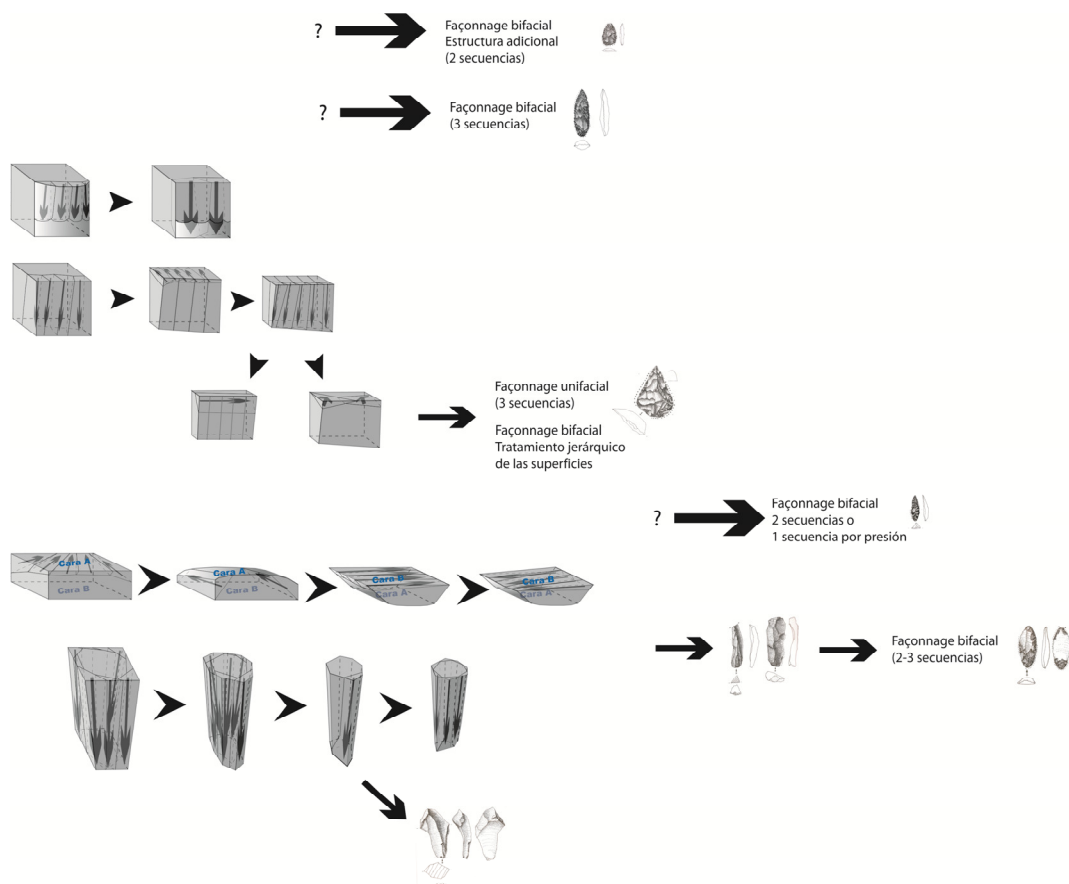 ?
Façonnage bifacial
Estructura adicional
(2 secuencias)
?
Façonnage bifacial
(3 secuencias)
Façonnage unifacial
(3 secuencias)
Façonnage bifacial
Tratamiento jerárquico
de las superficies
?
Façonnage bifacial
2 secuencias o
1 secuencia por presión
Cara A
Cara B
Cara A
Cara B
Cara B
Cara A
Cara B
Cara A
Façonnage bifacial
(2-3 secuencias)